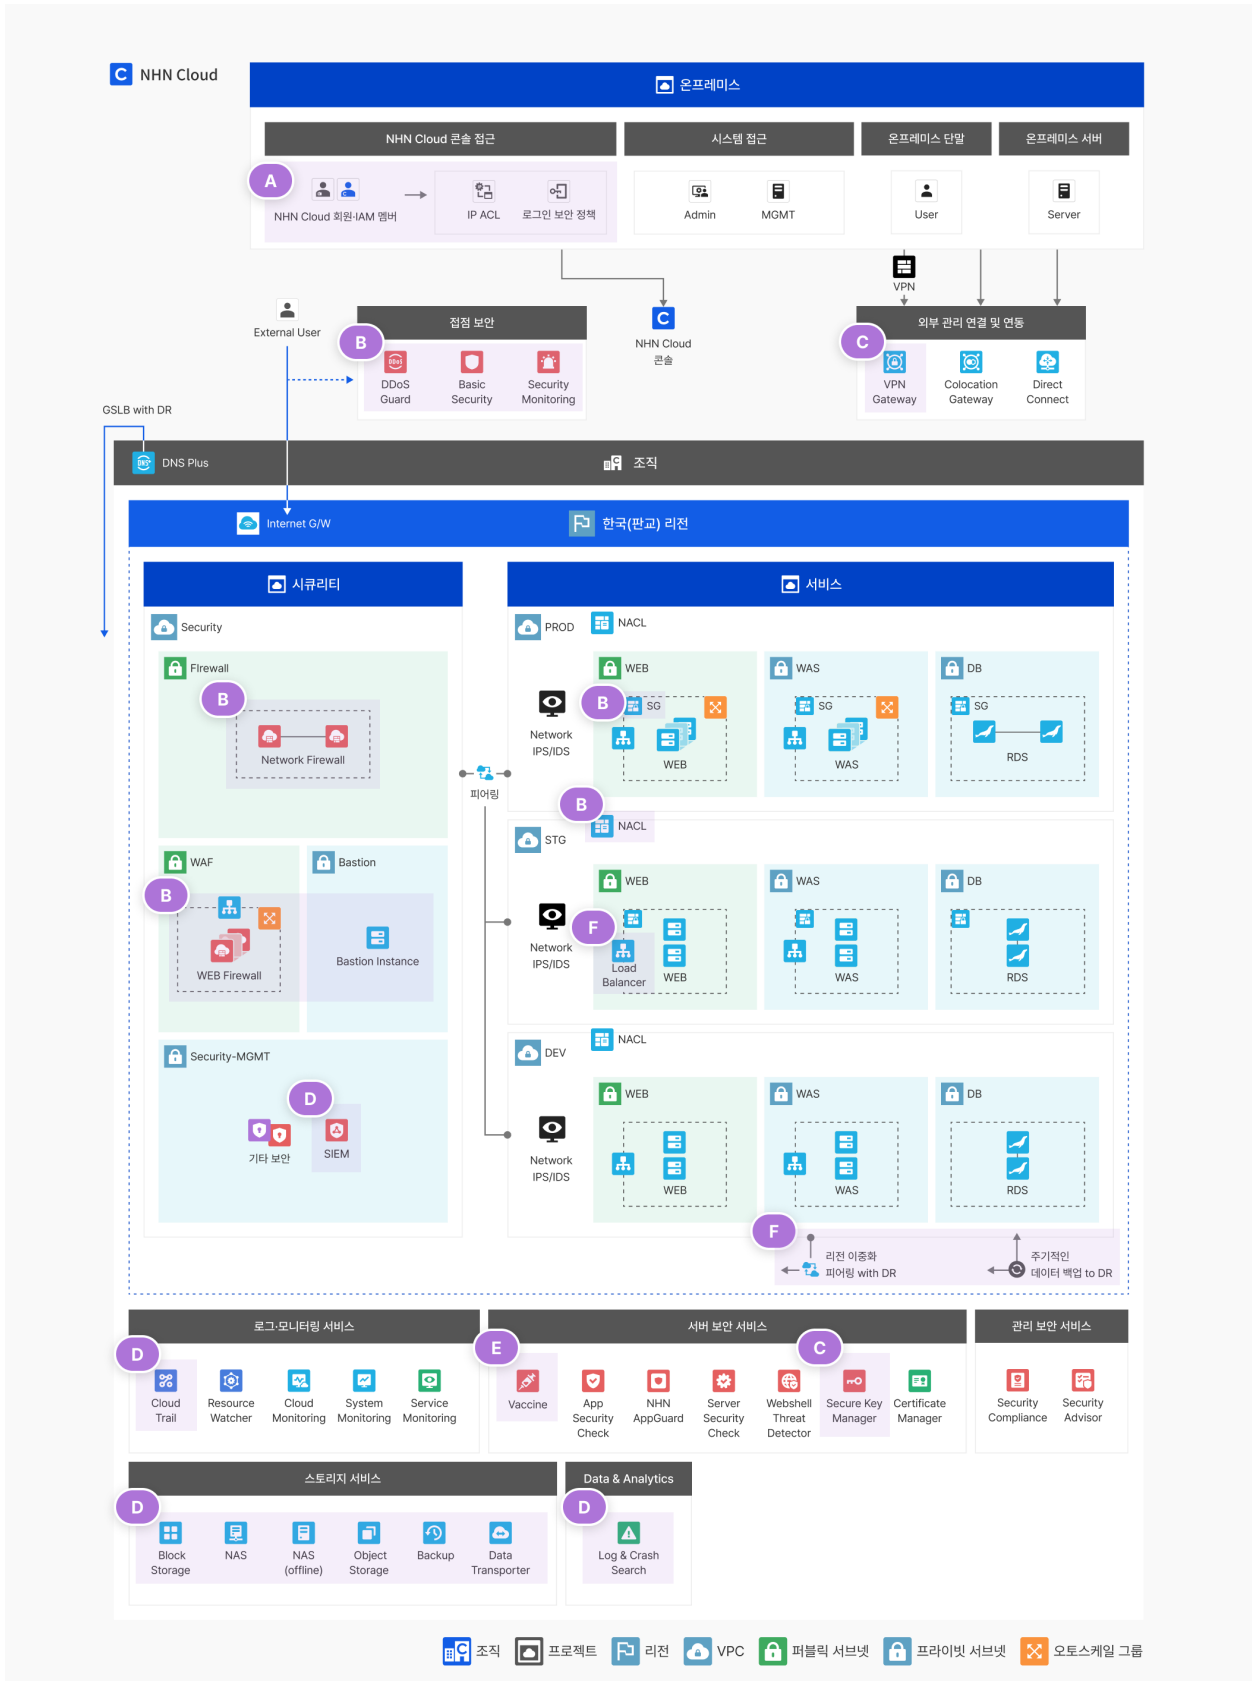 NHN Cloud
온프레미스
NHN Cloud 콘솔 접근
시스템 접근
온프레미스 단말
온프레미스 서버
A
NHN Cloud 회원·IAM 멤버
IP ACL
로그인 보안 정책
Admin
MGMT
User
Server
VPN
External User
접점 보안
B
DDoS
DDoS
Guard
Basic
Security
Security
Monitoring
NHN Cloud
콘솔
외부 관리 연결 및 연동
C
VPN
Gateway
Colocation
Gateway
Direct
Connect
GSLB with DR
DNS
DNS Plus
조직
Internet G/W
한국(판교) 리전
시큐리티
서비스
Security
FIrewall
B
Network Firewall
WAF
B
WEB Firewall
Bastion
Bastion Instance
Security-MGMT
D
기타 보안
SIEM
피어링
PROD
NACL
Network
IPS/IDS
WEB
B
SG
WEB
WAS
SG
WAS
DB
SG
RDS
B
NACL
STG
Network
IPS/IDS
WEB
F
Load
Balancer
WEB
WAS
WAS
DB
RDS
NACL
DEV
Network
IPS/IDS
WEB
WEB
WAS
WAS
DB
RDS
F
리전 이중화
피어링 with DR
주기적인
데이터 백업 to DR
로그·모니터링 서비스
D
Cloud
Trail
Resource
Watcher
Cloud
Monitoring
System
Monitoring
Service
Monitoring
서버 보안 서비스
E
C
Vaccine
App
Security
Check
NHN
AppGuard
Server
Security
Check
Webshell
Threat
Detector
Secure Key
Manager
Certificate
Manager
관리 보안 서비스
Security
Compliance
Security
Advisor
스토리지 서비스
D
Block
Storage
NAS
NAS
(offline)
Object
Storage
Backup
Data
Transporter
Data & Analytics
D
Log & Crash
Search
조직
프로젝트
리전
VPC
퍼블릭 서브넷
프라이빗 서브넷
오토스케일 그룹